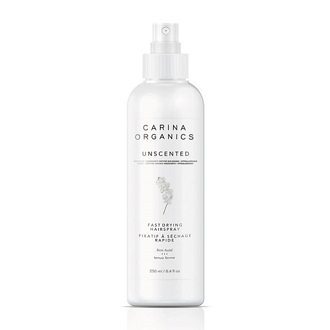 CARINA
ORGANICS
UNSCENTED
FAST DRYING
HAIRSPRAY
FIXATIF À SÉCHAGE
RAPIDE
250 ml / 8.4 fl oz